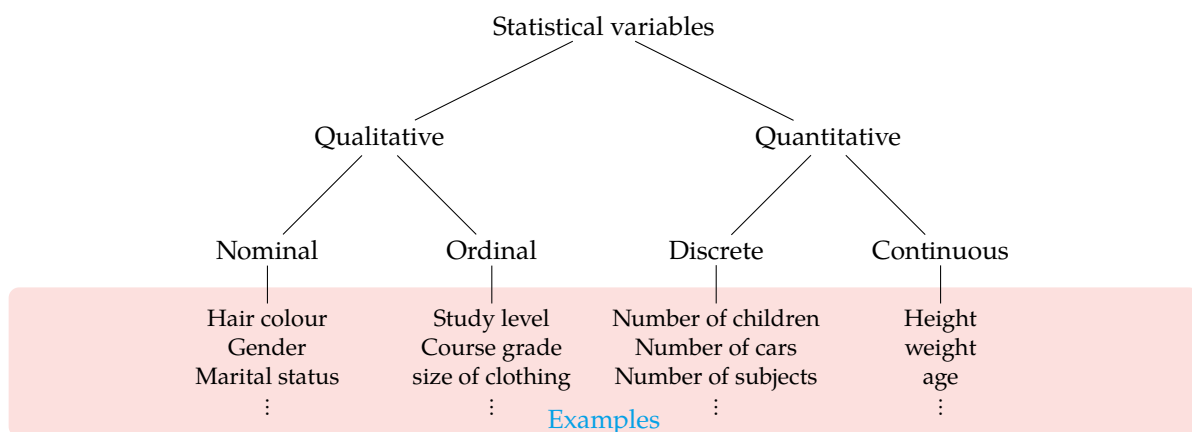 Statistical variables
Qualitative Quantitative
Nominal Ordinal Discrete Continuous
Hair colour Study level Number of children Height
Gender Course grade Number of cars weight
Marital status size of clothing Number of subjects age
⋮ ⋮ ⋮ ⋮
Examples